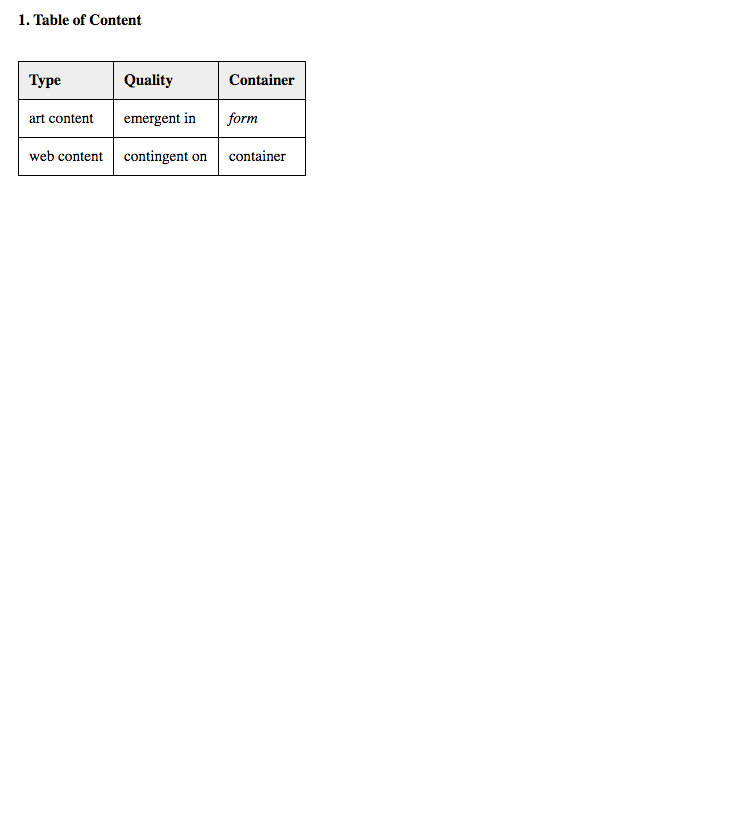 1. Table of Content
Type Quality Container
art content emergent in form
web content contingent on container